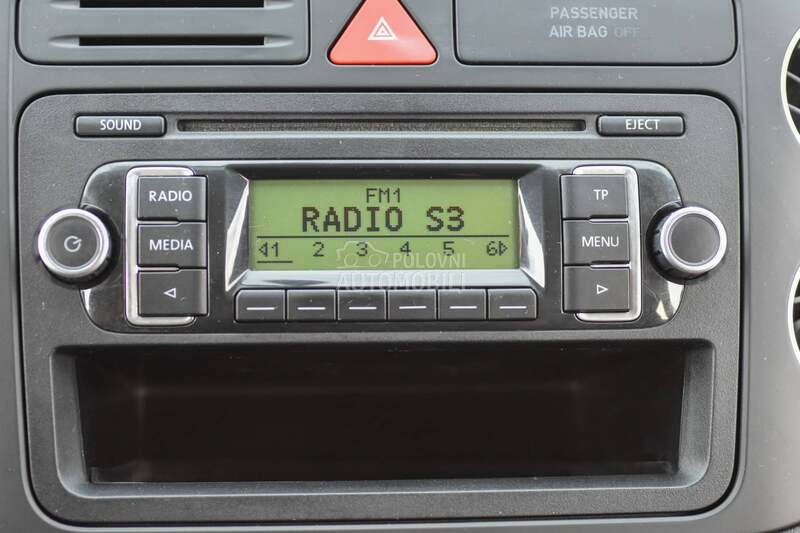 PASSENGER
AIR BAG OFF
SOUND
EJECT
RADIO
FM1
TP
RADIO S3
MEDIA
MENU
1 2 3 4 5 6
POLOVNI
AUTOMOBILI